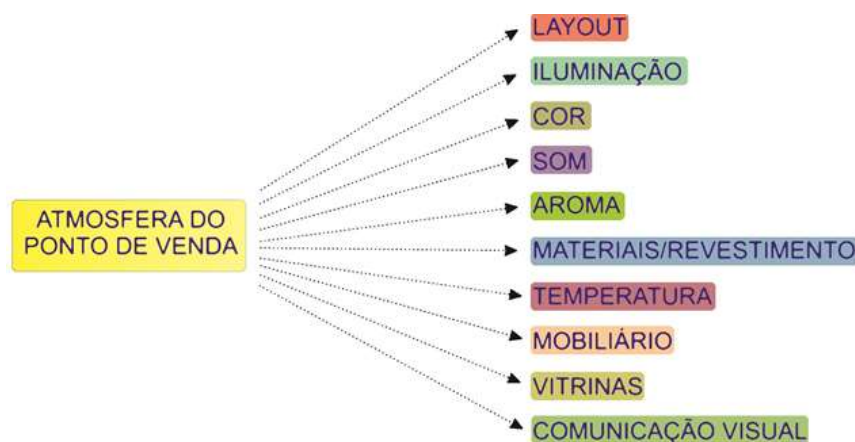 LAYOUT
ILUMINAÇÃO
COR
SOM
ATMOSFERA DO
PONTO DE VENDA
AROMA
MATERIAIS/REVESTIMENTO
TEMPERATURA
MOBILIÁRIO
VITRINAS
COMUNICAÇÃO VISUAL